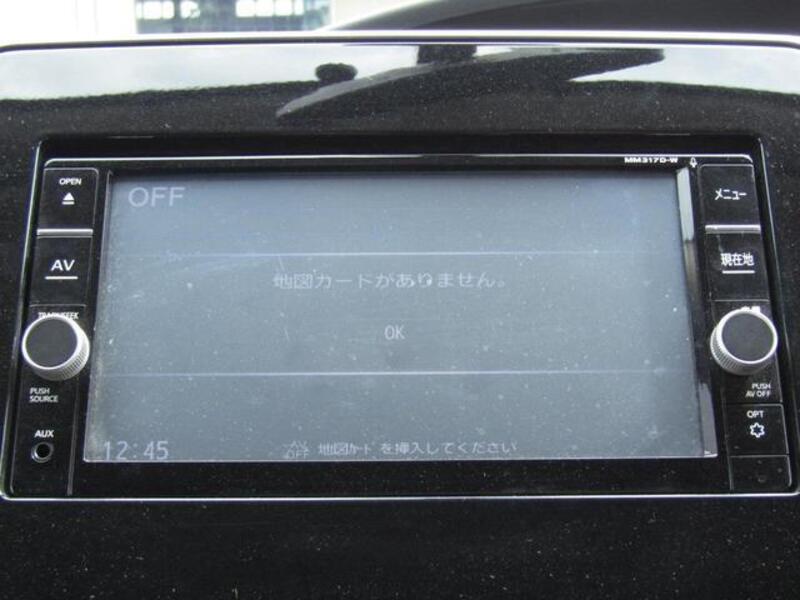 MM317D-W
OPEN
OFF
メニュー
AV
現在地
地図カードがありません。
OK
PUSH
SOURCE
PUSH
AV OFF
AUX
OPT
12:45
地図ｶｰﾄﾞを挿入してください